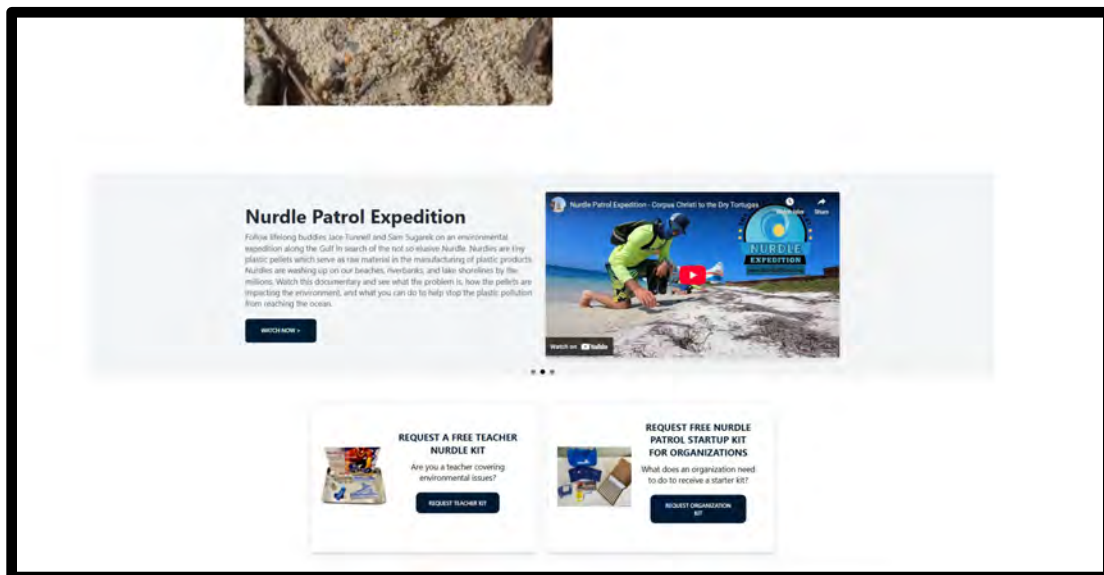 Nurdle Patrol Expedition
Follow lifelong buddies Jace Tunnell and Sam Sugarek on an environmental
expedition along the Gulf in search of the not so elusive Nurdle. Nurdles are tiny
plastic pellets which serve as raw material in the manufacturing of plastic products.
Nurdles are washing up on our beaches, riverbanks, and lake shorelines by the
millions. Watch this documentary and see what the problem is, how the pellets are
impacting the environment, and what you can do to help stop the plastic pollution
from reaching the ocean.
WATCH NOW >
Nurdle Patrol Expedition - Corpus Christi to the Dry Tortugas
Watch later
Share
NURDLE
EXPEDITION
Watch on YouTube
REQUEST A FREE TEACHER
NURDLE KIT
Are you a teacher covering
environmental issues?
REQUEST TEACHER KIT
REQUEST FREE NURDLE
PATROL STARTUP KIT
FOR ORGANIZATIONS
What does an organization need
to do to receive a starter kit?
REQUEST ORGANIZATION
KIT